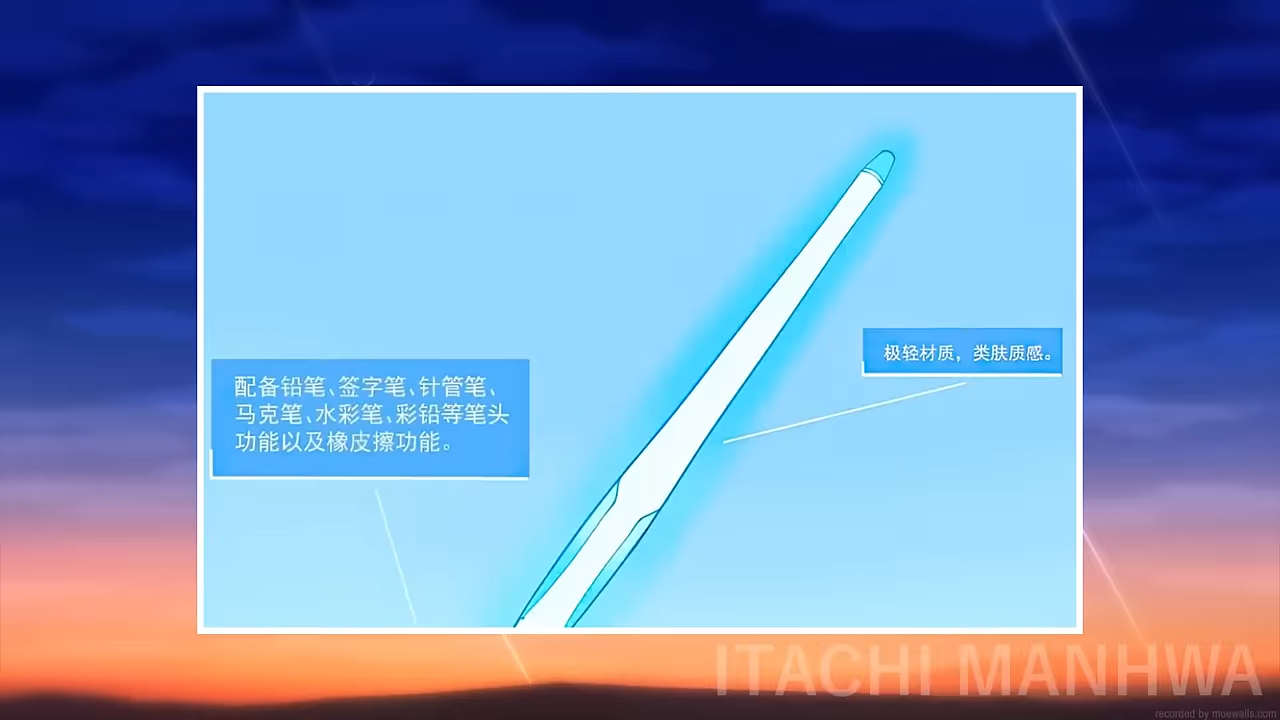 极轻材质，类肤质感。
配备铅笔、签字笔、针管笔、
马克笔、水彩笔、彩铅等笔头
功能以及橡皮擦功能。
ITACHI MANHWA
recorded by moewalls.com